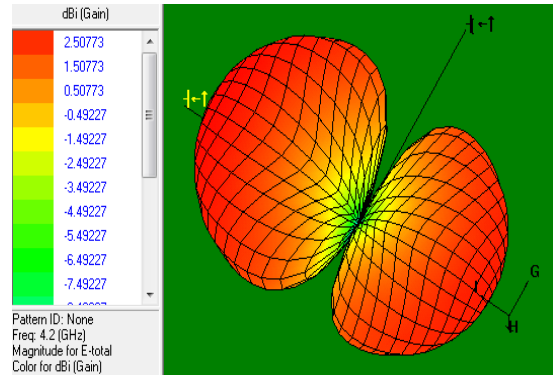 dBi (Gain)
2.50773
1.50773
0.50773
-0.49227
-1.49227
-2.49227
-3.49227
-4.49227
-5.49227
-6.49227
-7.49227
Pattern ID: None
Freq: 4.2 (GHz)
Magnitude for E-total
Color for dBi (Gain)
G